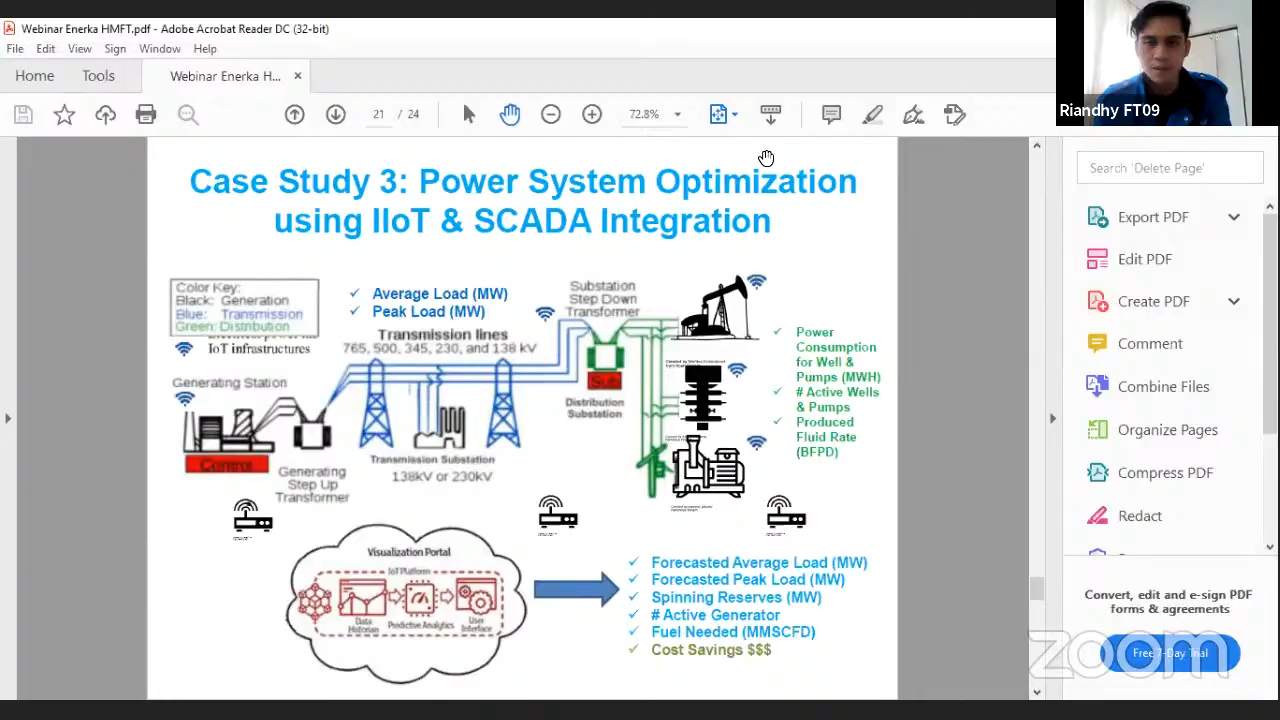 Webinar Enerka HMFT.pdf - Adobe Acrobat Reader DC (32-bit)
File Edit View Sign Window Help
Home Tools Webinar Enerka H... ×
21 / 24 72.8%
Riandhy FT09
Case Study 3: Power System Optimization
using IIoT & SCADA Integration
Color Key:
Black: Generation
Blue: Transmission
Green: Distribution
IoT infrastructures
Average Load (MW)
Peak Load (MW)
Transmission lines
765, 500, 345, 230, and 138 kV
Substation
Step Down
Transformer
Generating Station
Control
Generating
Step Up
Transformer
Transmission Substation
138kV or 230kV
Sub
Distribution
Substation
Power
Consumption
for Well &
Pumps (MWH)
# Active Wells
& Pumps
Produced
Fluid Rate
(BFPD)
Visualization Portal
IoT Platform
Data
Historian
Predictive Analytics
User
Interface
Forecasted Average Load (MW)
Forecasted Peak Load (MW)
Spinning Reserves (MW)
# Active Generator
Fuel Needed (MMSCFD)
Cost Savings $$$
Search 'Delete Page'
Export PDF
Edit PDF
Create PDF
Comment
Combine Files
Organize Pages
Compress PDF
Redact
Convert, edit and e-sign PDF
forms & agreements
Free 7-Day Trial
zoom